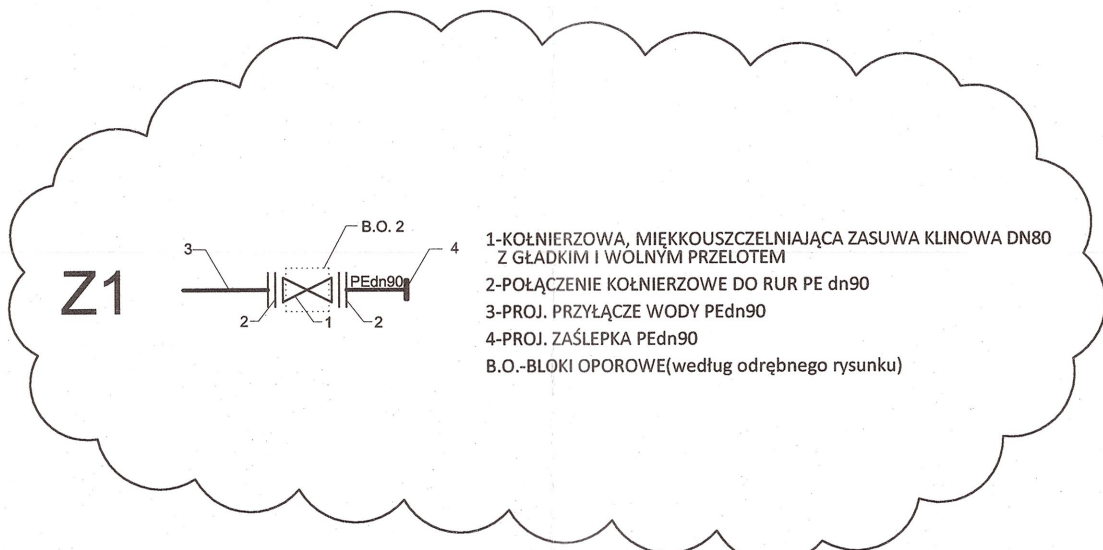 Z1
3
B.O. 2
4
PEdn90
2
1
2
1-KOŁNIERZOWA, MIĘKKOUSZCZELNIAJĄCA ZASUWA KLINOWA DN80
Z GŁADKIM I WOLNYM PRZELOTEM
2-POŁĄCZENIE KOŁNIERZOWE DO RUR PE dn90
3-PROJ. PRZYŁĄCZE WODY PEdn90
4-PROJ. ZAŚLEPKA PEdn90
B.O.-BLOKI OPOROWE(według odrębnego rysunku)